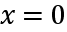 x = 0